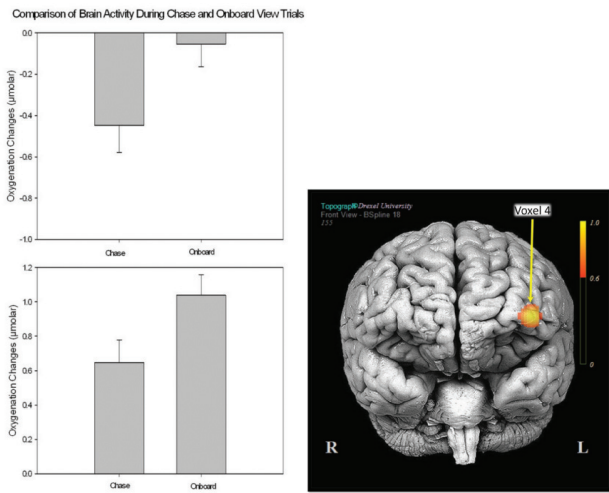 Comparison of Brain Activity During Chase and Onboard View Trials
Oxygenation Changes (µmolar)
0.0
-0.2
-0.4
-0.6
-0.8
-1.0
Chase
Onboard
Oxygenation Changes (µmolar)
1.2
1.0
0.8
0.6
0.4
0.2
0.0
Chase
Onboard
Drexel University
Front View - BSpline 18
Voxel 4
1.0
0.6
0
R
L